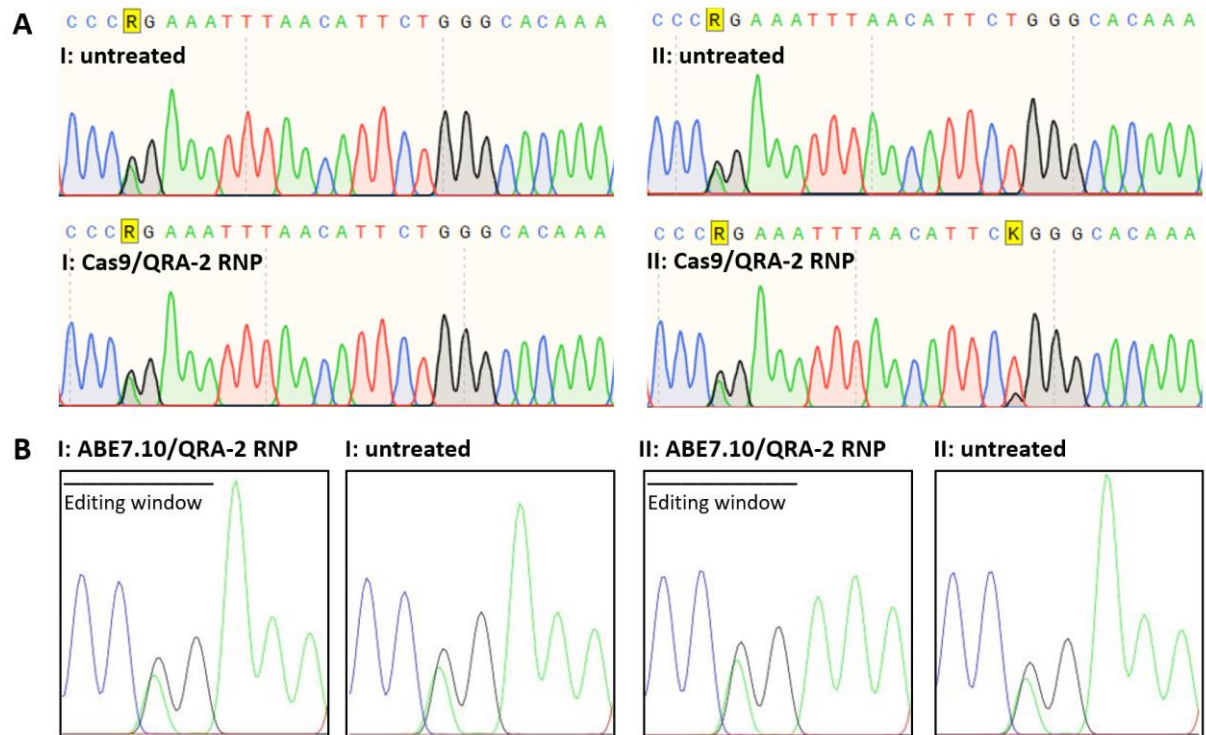 A
C C C R G A A A T T T A A C A T T C T G G G C A C A A A
I: untreated
C C C R G A A A T T T A A C A T T C T G G G C A C A A A
II: untreated
C C C R G A A A T T T A A C A T T C T G G G C A C A A A
I: Cas9/QRA-2 RNP
C C C R G A A A T T T A A C A T T C K G G G C A C A A A
II: Cas9/QRA-2 RNP
B
I: ABE7.10/QRA-2 RNP
Editing window
I: untreated
II: ABE7.10/QRA-2 RNP
Editing window
II: untreated